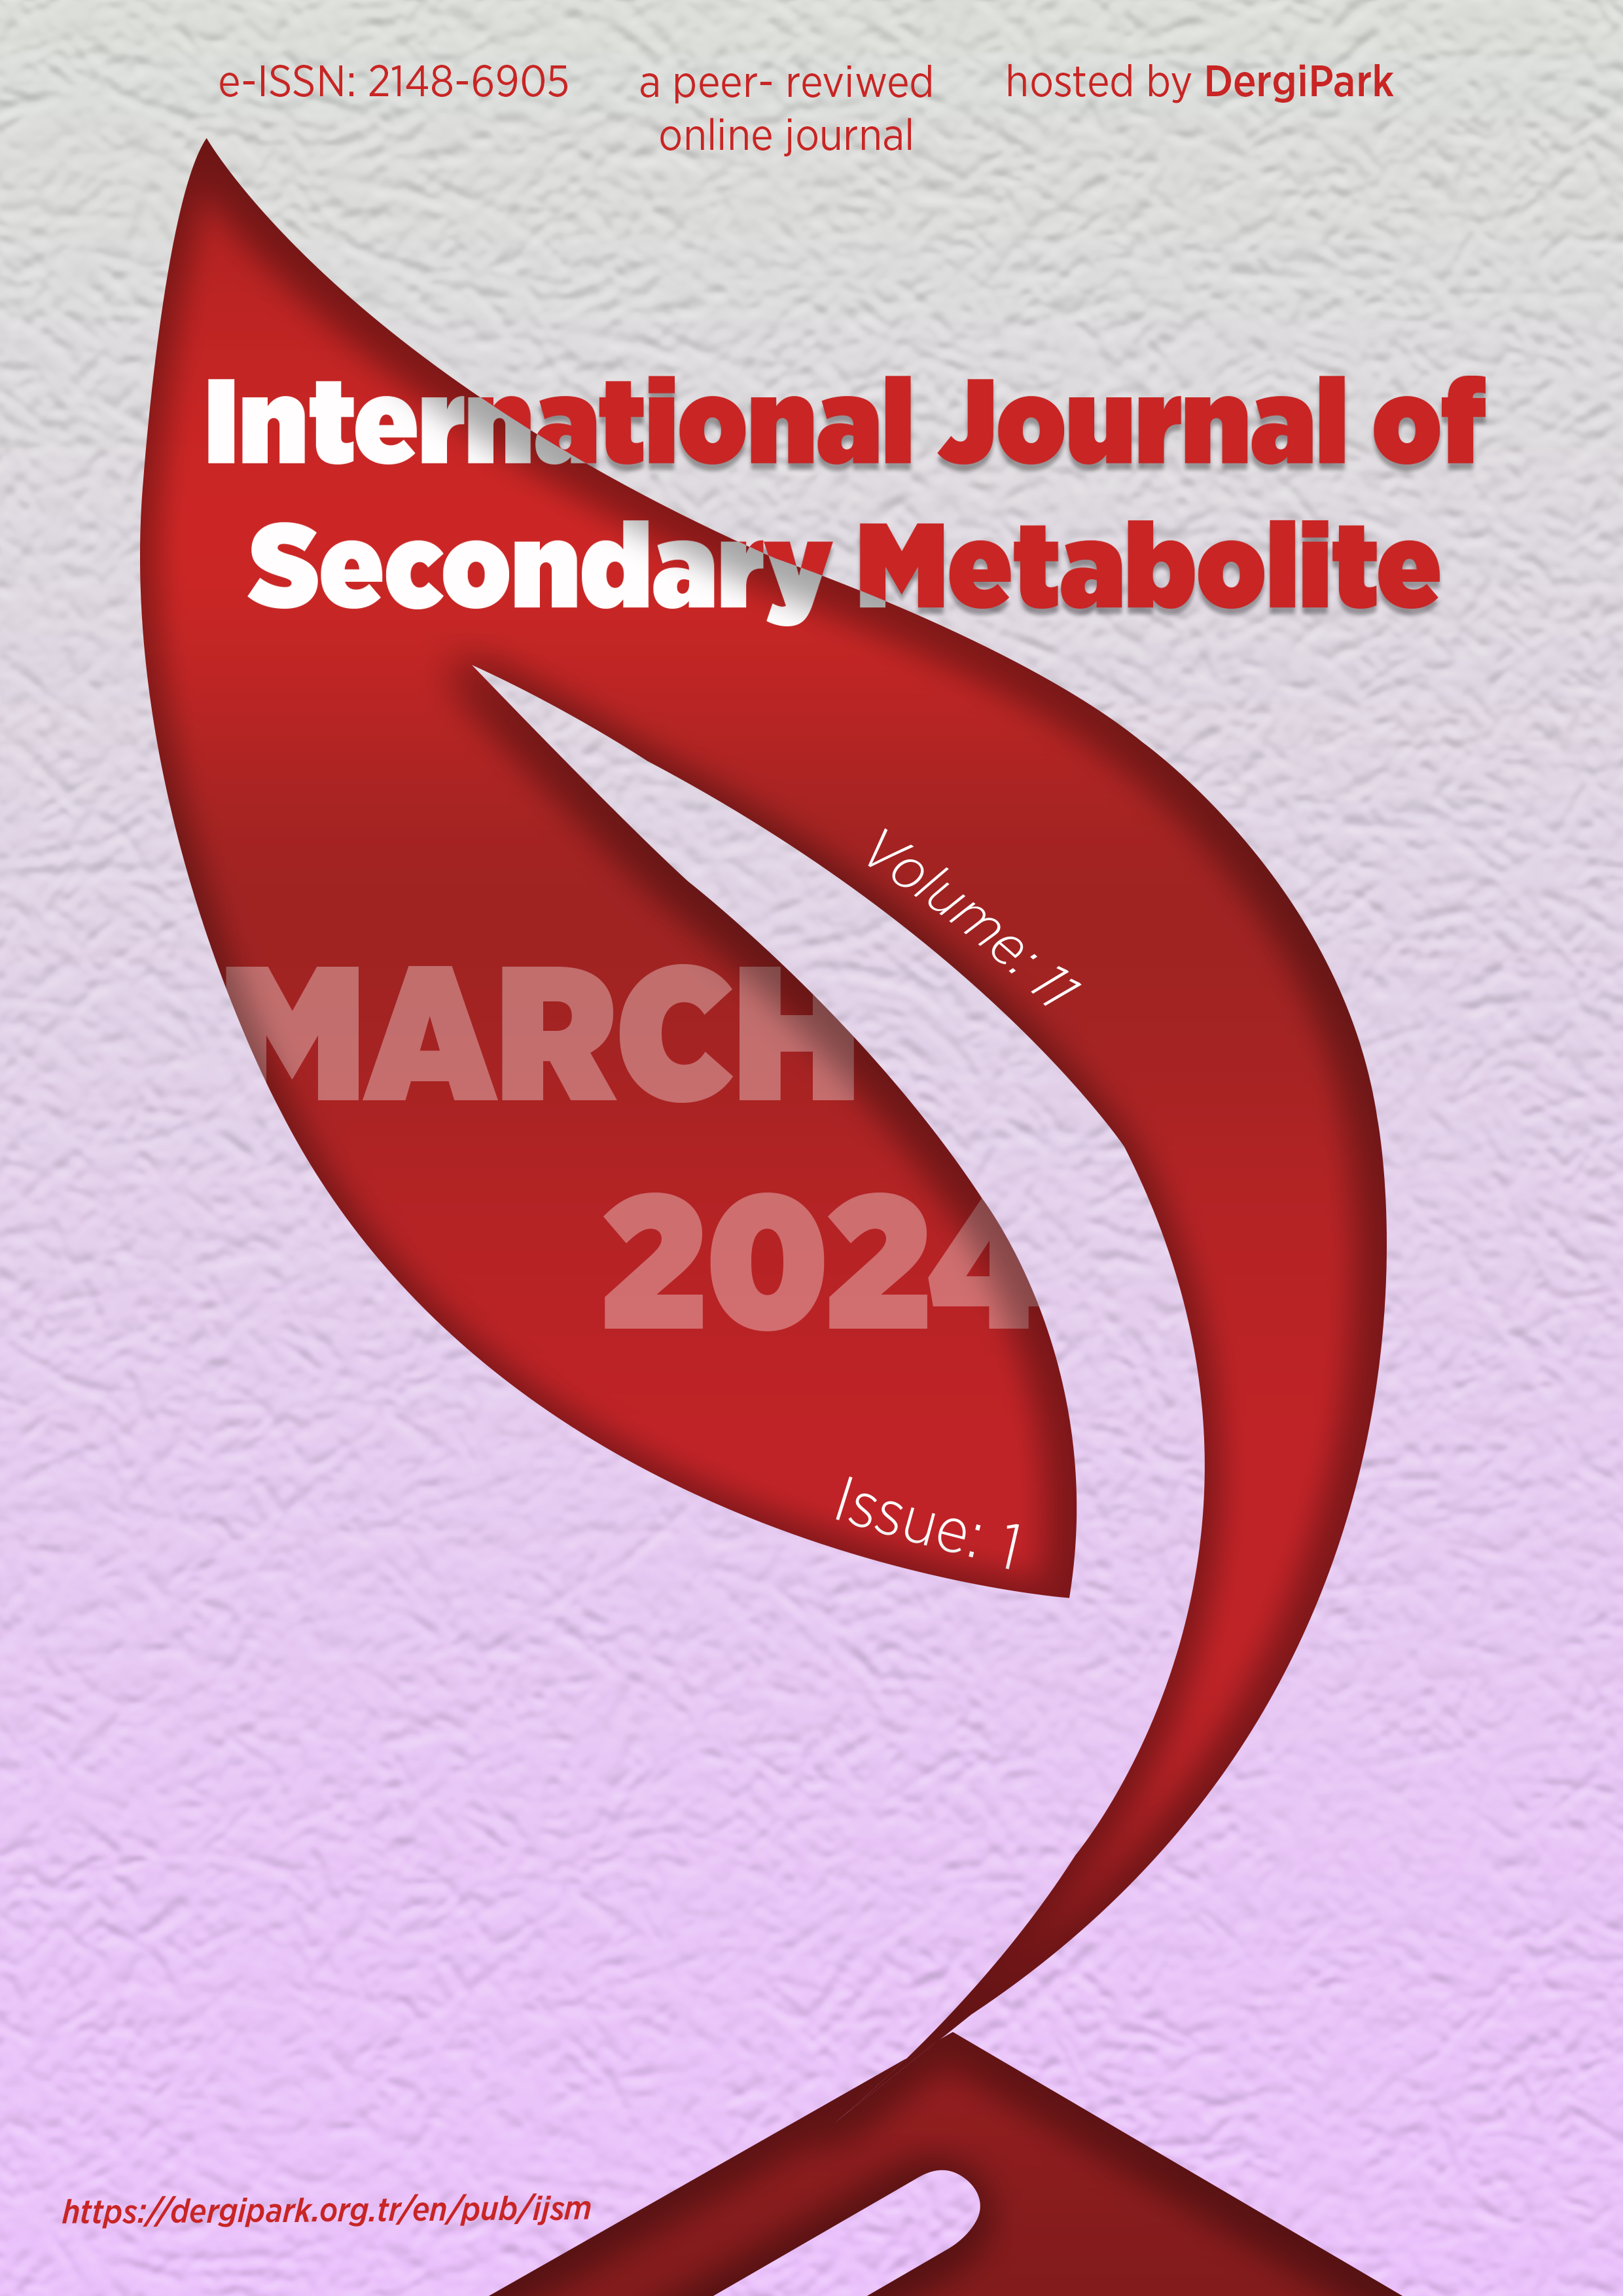 e-ISSN: 2148-6905
a peer- reviwed
online journal
hosted by DergiPark
International Journal of
Secondary Metabolite
Volume: 11
MARCH
2024
Issue: 1
https://dergipark.org.tr/en/pub/ijsm